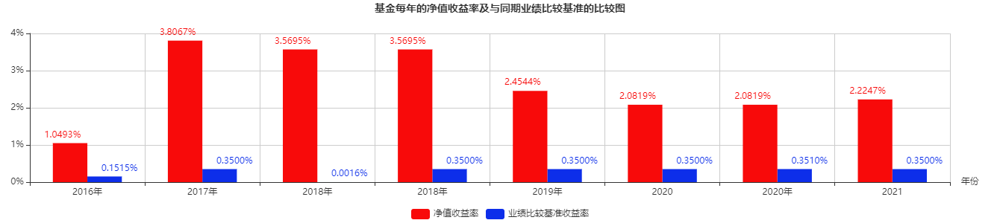 基金每年的净值收益率及与同期业绩比较基准的比较图
4%
3%
2%
1%
0%
1.0493%
0.1515%
3.8067%
0.3500%
3.5695%
0.0016%
3.5695%
0.3500%
2.4544%
0.3500%
2.0819%
0.3500%
2.0819%
0.3510%
2.2247%
0.3500%
2016年
2017年
2018年
2018年
2019年
2020
2020年
2021
年份
净值收益率
业绩比较基准收益率